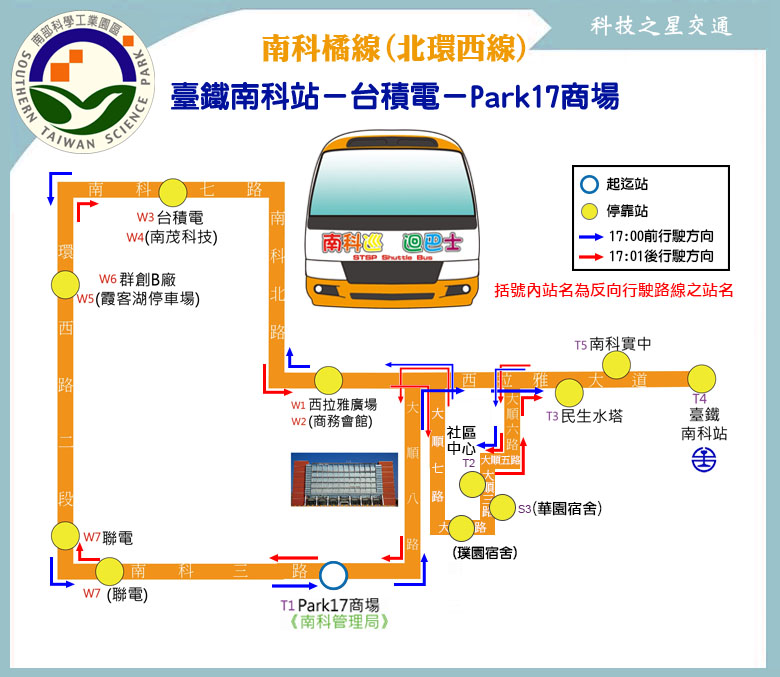 科技之星交通
南部科學工業園區
SOUTHERN TAIWAN SCIENCE PARK
南科橘線(北環西線)
臺鐵南科站－台積電－Park17商場
起迄站
停靠站
17:00前行駛方向
17:01後行駛方向
括號內站名為反向行駛路線之站名
南科巡迴巴士
STSP Shuttle Bus
南科七路
W3 台積電
W4(南茂科技)
南科北路
環西路二段
W6 群創B廠
W5(霞客湖停車場)
T5 南科實中
西拉雅大道
W1 西拉雅廣場
W2 (商務會館)
T3 民生水塔
T4
臺鐵
南科站
大順八路
大順七路
大順六路
社區
中心
T2
大順五路
大順三路
S3(華園宿舍)
大路
(璞園宿舍)
W7 聯電
南科三路
W7 (聯電)
T1 Park17商場
《南科管理局》